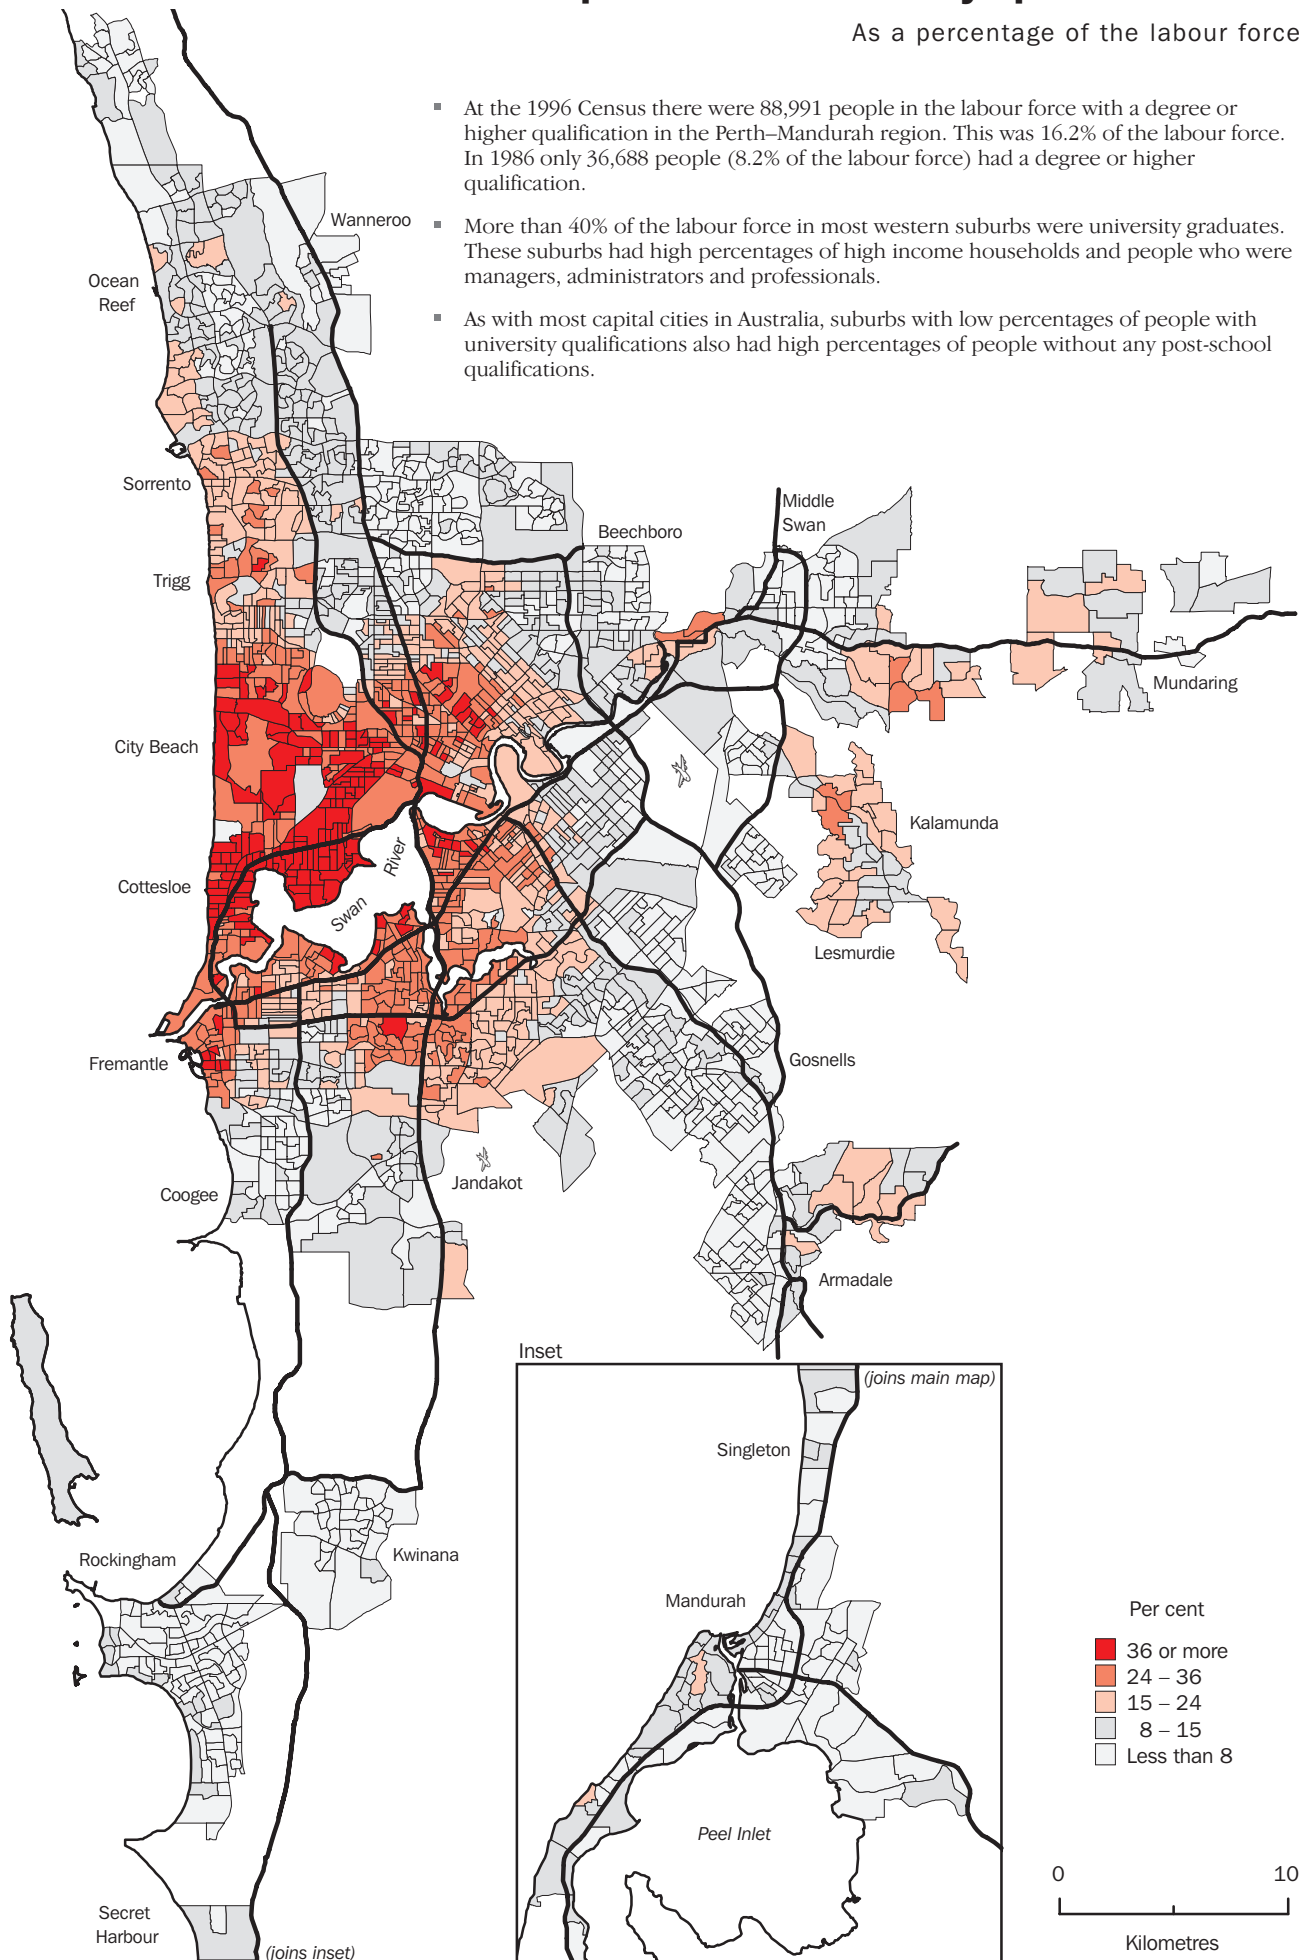 As a percentage of the labour force
▪ At the 1996 Census there were 88,991 people in the labour force with a degree or
higher qualification in the Perth–Mandurah region. This was 16.2% of the labour force.
In 1986 only 36,688 people (8.2% of the labour force) had a degree or higher
qualification.
▪ More than 40% of the labour force in most western suburbs were university graduates.
These suburbs had high percentages of high income households and people who were
managers, administrators and professionals.
▪ As with most capital cities in Australia, suburbs with low percentages of people with
university qualifications also had high percentages of people without any post-school
qualifications.
Wanneroo
Ocean
Reef
Sorrento
Middle
Swan
Beechboro
Trigg
Mundaring
City Beach
Kalamunda
River
Cottesloe
Swan
Lesmurdie
Fremantle
Gosnells
Jandakot
Coogee
Armadale
Inset
(joins main map)
Singleton
Rockingham
Kwinana
Mandurah
Per cent
36 or more
24 – 36
15 – 24
8 – 15
Less than 8
Peel Inlet
0 10
Kilometres
Secret
Harbour
(joins inset)